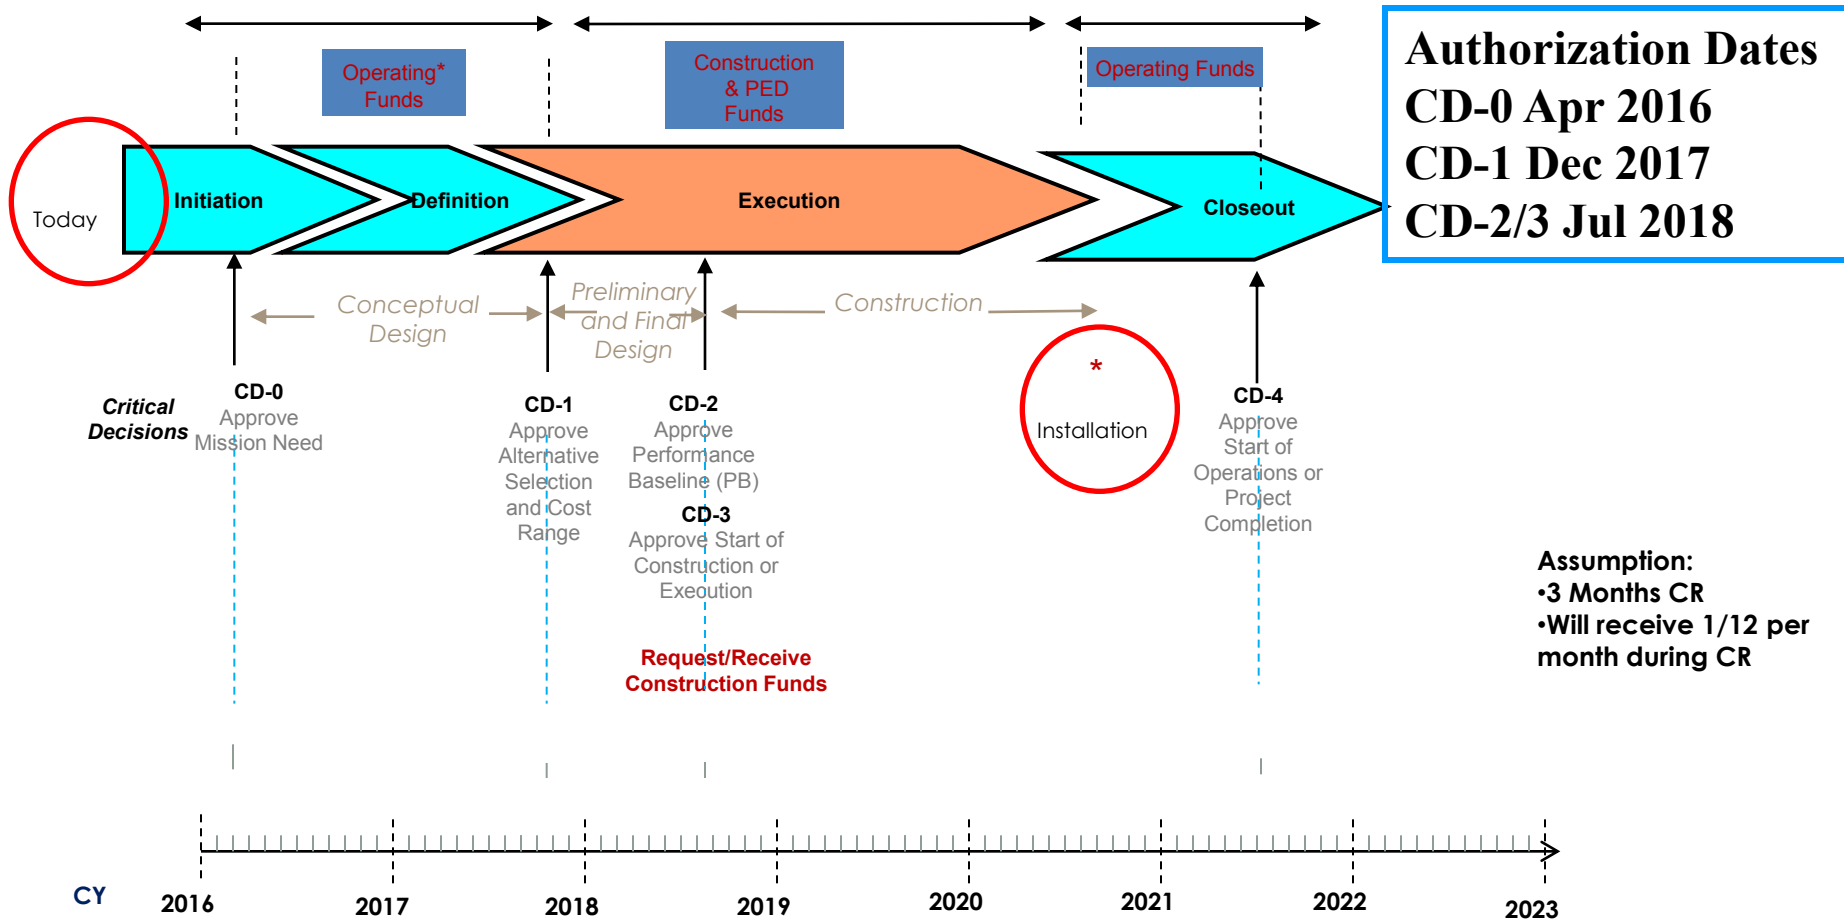 Operating*
Funds
Construction
& PED
Funds
Operating Funds
Authorization Dates
CD-0 Apr 2016
CD-1 Dec 2017
CD-2/3 Jul 2018
Today
Initiation
Definition
Execution
Closeout
Conceptual
Design
Preliminary
and Final
Design
Construction
*
Installation
Critical
Decisions
CD-0
Approve
Mission Need
CD-1
Approve
Alternative
Selection
and Cost
Range
CD-2
Approve
Performance
Baseline (PB)
CD-3
Approve Start of
Construction or
Execution
Request/Receive
Construction Funds
CD-4
Approve
Start of
Operations or
Project
Completion
Assumption:
•3 Months CR
•Will receive 1/12 per
month during CR
CY
2016 2017 2018 2019 2020 2021 2022 2023